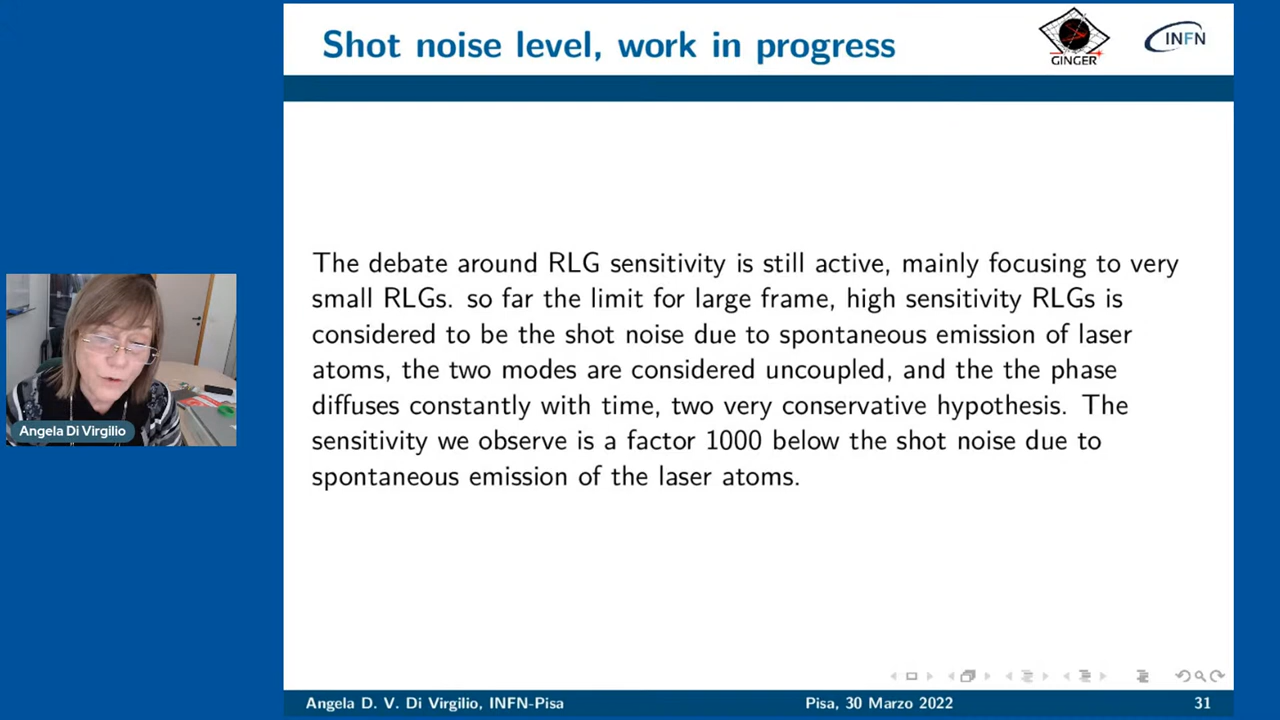 Shot noise level, work in progress
GINGER
INFN
The debate around RLG sensitivity is still active, mainly focusing to very
small RLGs. so far the limit for large frame, high sensitivity RLGs is
considered to be the shot noise due to spontaneous emission of laser
atoms, the two modes are considered uncoupled, and the the phase
diffuses constantly with time, two very conservative hypothesis. The
sensitivity we observe is a factor 1000 below the shot noise due to
spontaneous emission of the laser atoms.
Angela Di Virgilio
Angela D. V. Di Virgilio, INFN-Pisa
Pisa, 30 Marzo 2022
31